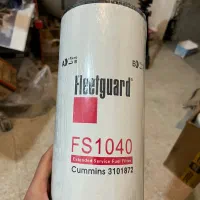 Fleetguard
FS1040
Extended Service Fuel Filter
Cummins 3101872